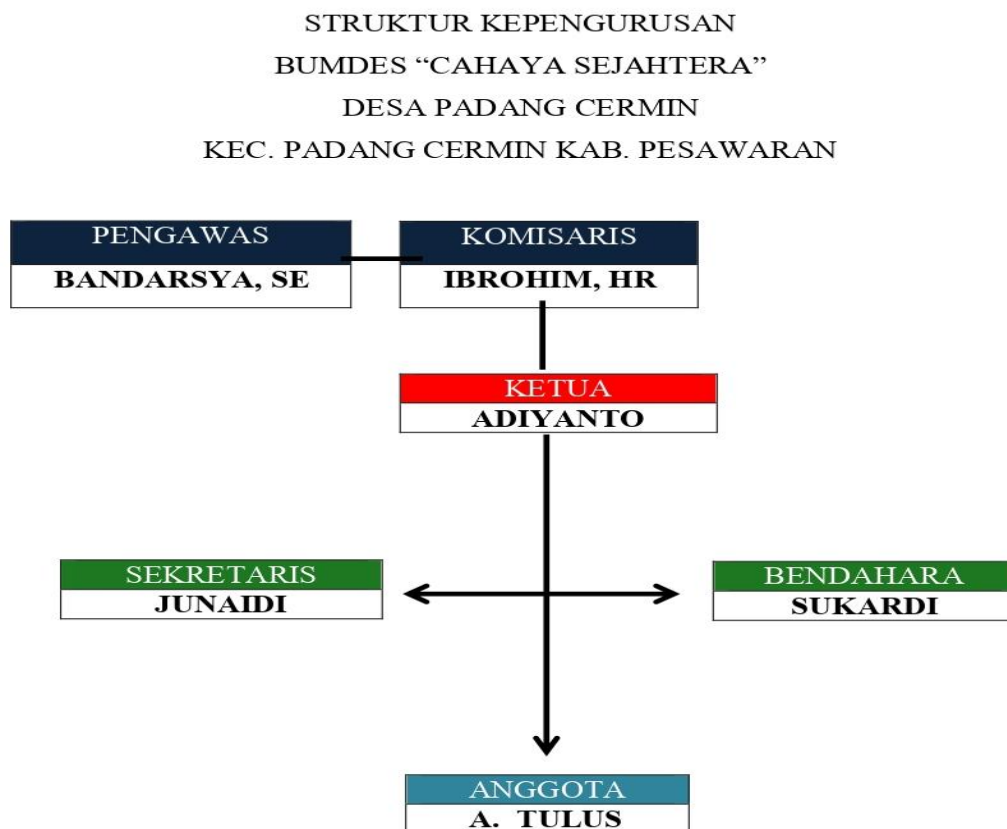 STRUKTUR KEPENGURUSAN
BUMDES “CAHAYA SEJAHTERA”
DESA PADANG CERMIN
KEC. PADANG CERMIN KAB. PESAWARAN
PENGAWAS
BANDARSYA, SE
KOMISARIS
IBROHIM, HR
KETUA
ADIYANTO
SEKRETARIS
JUNAIDI
BENDAHARA
SUKARDI
ANGGOTA
A. TULUS